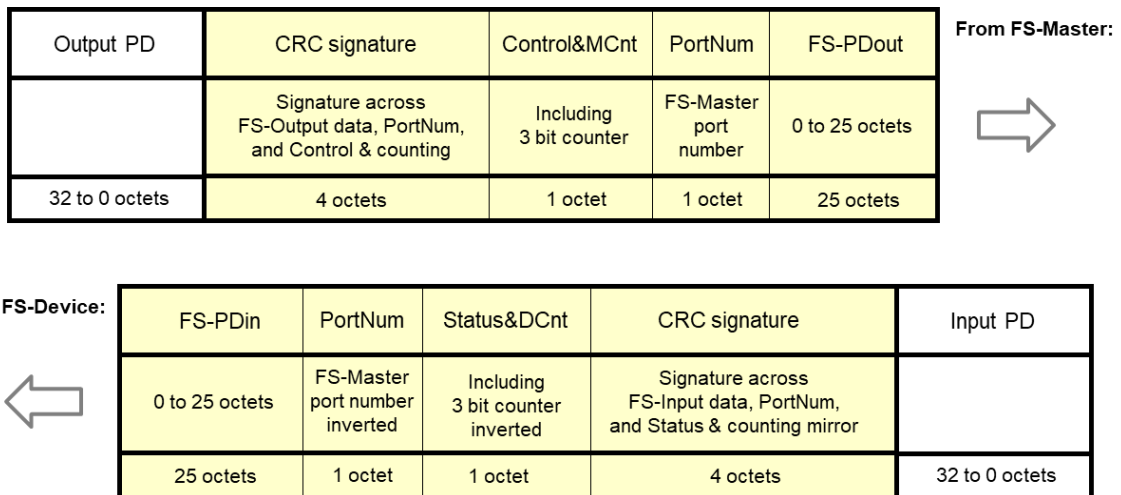 From FS-Master:
Output PD CRC signature Control&MCnt PortNum FS-PDout
Signature across
FS-Output data, PortNum,
and Control & counting
Including
3 bit counter
FS-Master
port
number
0 to 25 octets
32 to 0 octets 4 octets 1 octet 1 octet 25 octets
FS-Device:
FS-PDin PortNum Status&DCnt CRC signature Input PD
0 to 25 octets
FS-Master
port number
inverted
Including
3 bit counter
inverted
Signature across
FS-Input data, PortNum,
and Status & counting mirror
25 octets 1 octet 1 octet 4 octets 32 to 0 octets